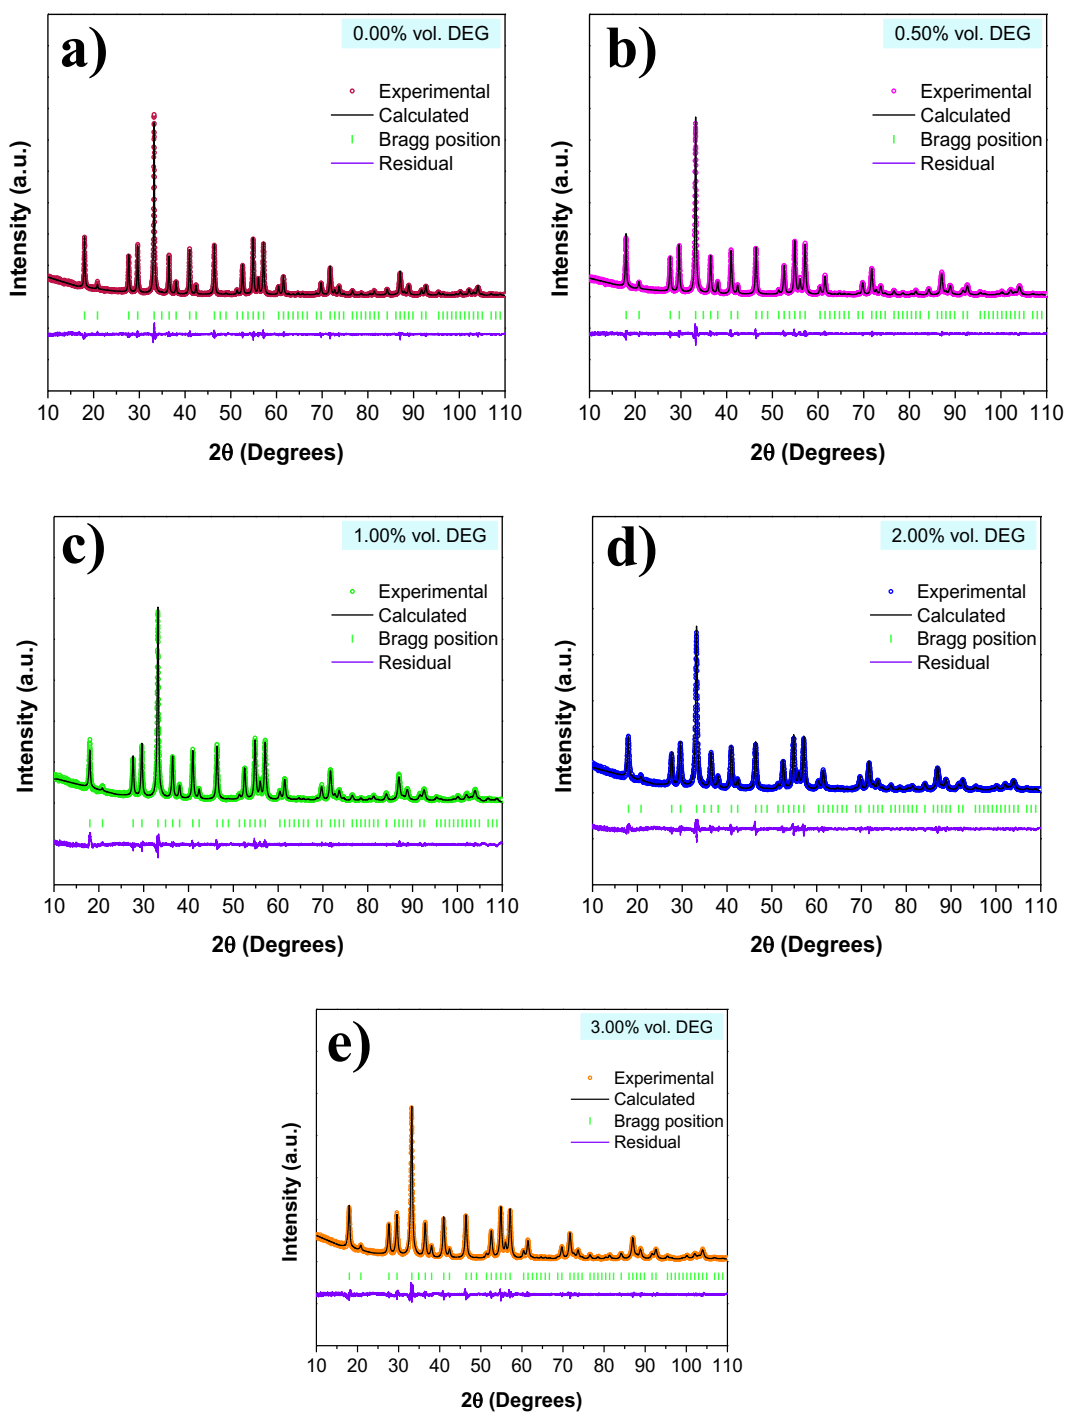 a)
0.00% vol. DEG
Experimental
Calculated
Bragg position
Residual
Intensity (a.u.)
10 20 30 40 50 60 70 80 90 100 110
2θ (Degrees)
b)
0.50% vol. DEG
Experimental
Calculated
Bragg position
Residual
Intensity (a.u.)
10 20 30 40 50 60 70 80 90 100 110
2θ (Degrees)
c)
1.00% vol. DEG
Experimental
Calculated
Bragg position
Residual
Intensity (a.u.)
10 20 30 40 50 60 70 80 90 100 110
2θ (Degrees)
d)
2.00% vol. DEG
Experimental
Calculated
Bragg position
Residual
Intensity (a.u.)
10 20 30 40 50 60 70 80 90 100 110
2θ (Degrees)
e)
3.00% vol. DEG
Experimental
Calculated
Bragg position
Residual
Intensity (a.u.)
10 20 30 40 50 60 70 80 90 100 110
2θ (Degrees)